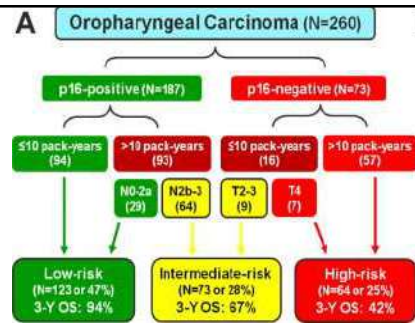 A
Oropharyngeal Carcinoma (N=260)
p16-positive (N=187)
p16-negative (N=73)
≤10 pack-years
(94)
>10 pack-years
(93)
≤10 pack-years
(16)
>10 pack-years
(57)
N0-2a
(29)
N2b-3
(64)
T2-3
(9)
T4
(7)
Low-risk
(N=123 or 47%)
3-Y OS: 94%
Intermediate-risk
(N=73 or 28%)
3-Y OS: 67%
High-risk
(N=64 or 25%)
3-Y OS: 42%